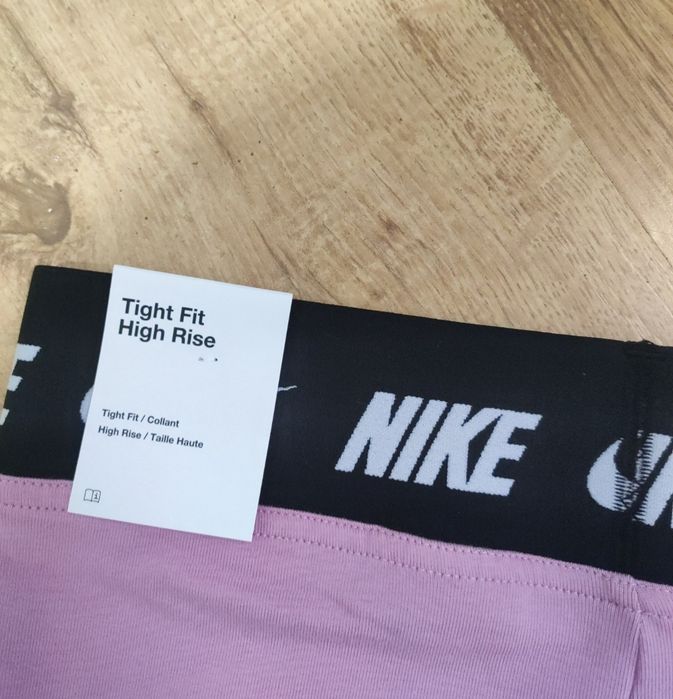 Tight Fit
High Rise
Tight Fit / Collant
High Rise / Taille Haute
NIKE